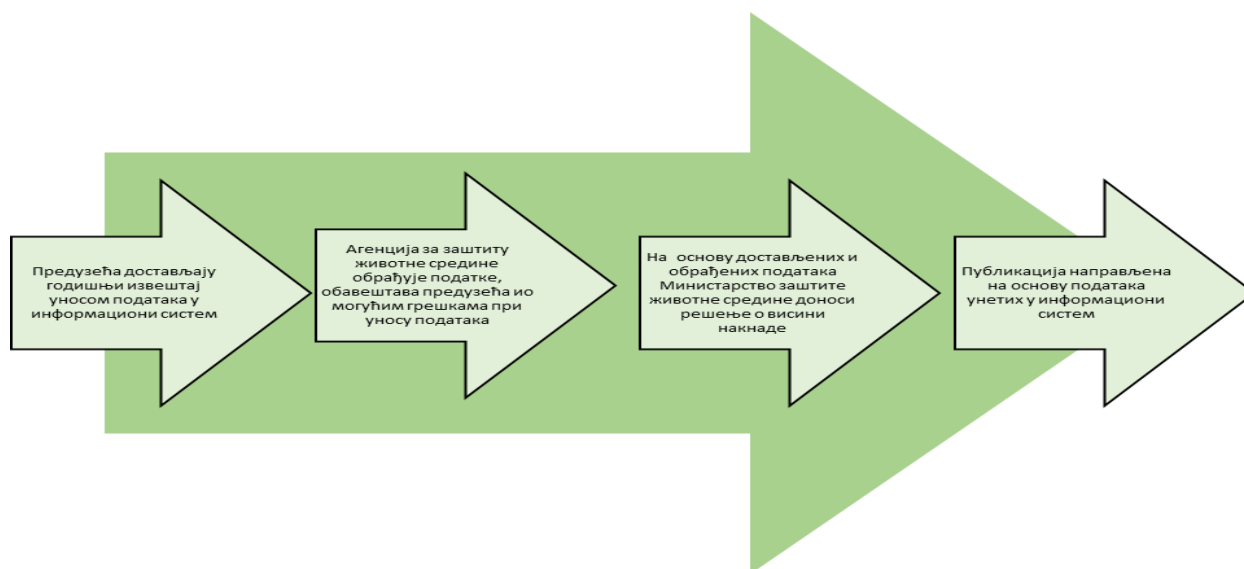 Предузећа достављају
годишњи извештај
уносом података у
информациони систем
Агенција за заштиту
животне средине
обрађује податке,
обавештава предузећа ио
могућим грешкама при
уносу података
На основу достављених и
обрађених података
Министарство заштите
животне средине доноси
решење о висини
накнаде
Публикација направљена
на основу података
унетих у информациони
систем